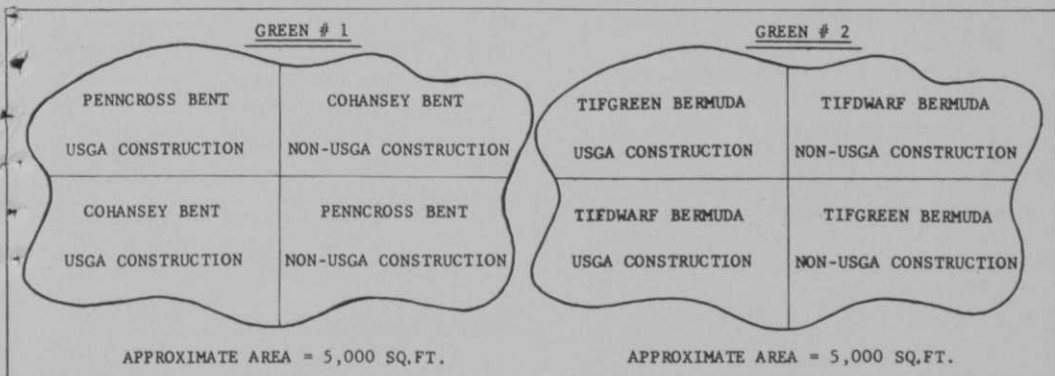 GREEN # 1
PENNCROSS BENT
USGA CONSTRUCTION
COHANSEY BENT
NON-USGA CONSTRUCTION
COHANSEY BENT
USGA CONSTRUCTION
PENNCROSS BENT
NON-USGA CONSTRUCTION
APPROXIMATE AREA = 5,000 SQ.FT.
GREEN # 2
TIFGREEN BERMUDA
USGA CONSTRUCTION
TIFDWARF BERMUDA
NON-USGA CONSTRUCTION
TIFDWARF BERMUDA
USGA CONSTRUCTION
TIFGREEN BERMUDA
NON-USGA CONSTRUCTION
APPROXIMATE AREA = 5,000 SQ.FT.